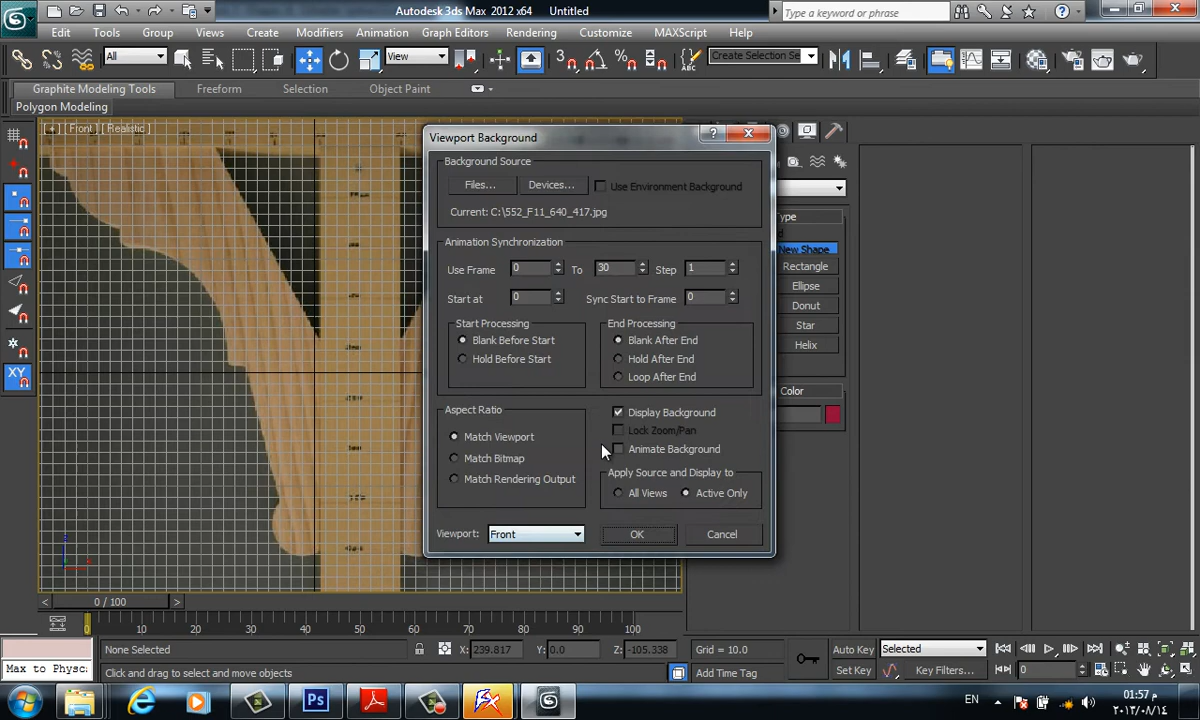 Autodesk 3ds Max 2012 x64 Untitled
Type a keyword or phrase
Edit Tools Group Views Create Modifiers Animation Graph Editors Rendering Customize MAXScript Help
All View 3 Create Selection Se
Graphite Modeling Tools Freeform Selection Object Paint
Polygon Modeling
[ + ] [ Front ] [ Realistic ]
Viewport Background
Background Source
Files... Devices... Use Environment Background
Current: C:\552_F11_640_417.jpg
Animation Synchronization
Use Frame 0 To 30 Step 1
Start at 0 Sync Start to Frame 0
Start Processing
Blank Before Start
Hold Before Start
End Processing
Blank After End
Hold After End
Loop After End
Aspect Ratio
Match Viewport
Match Bitmap
Match Rendering Output
Display Background
Lock Zoom/Pan
Animate Background
Apply Source and Display to
All Views Active Only
Viewport: Front OK Cancel
Type
New Shape
Rectangle
Ellipse
Donut
Star
Helix
Color
XY
z
x
< 0 / 100 >
0 10 20 30 40 50 60 70 80 90 100
None Selected X: 239.817 Y: 0.0 Z: -105.338 Grid = 10.0 Auto Key Selected
Max to Physc Click and drag to select and move objects Add Time Tag Set Key Key Filters... 0
Ps EN
01:57 م
٢٠١٣/٠٨/١٤